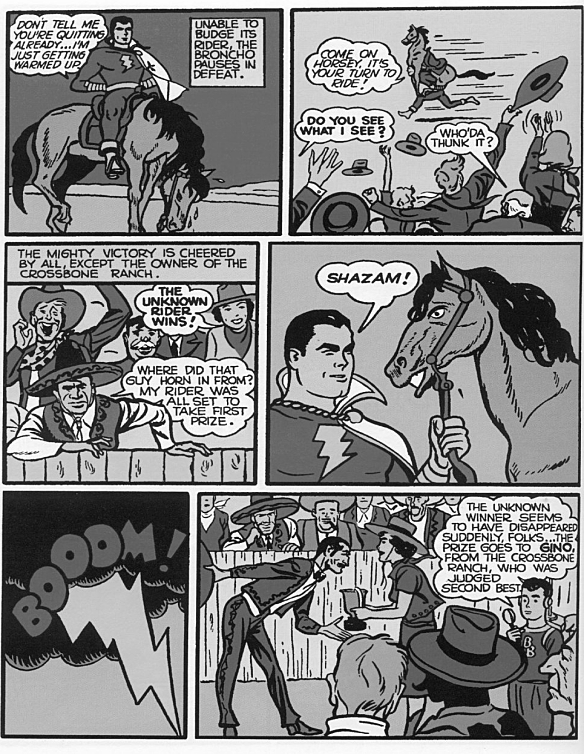 DON'T TELL ME
YOU'RE QUITTING
ALREADY...I'M
JUST GETTING
WARMED UP.
UNABLE TO
BUDGE ITS
RIDER, THE
BRONCHO
PAUSES IN
DEFEAT.
COME ON
HORSEY, IT'S
YOUR TURN TO
RIDE!
DO YOU SEE
WHAT I SEE?
WHO'DA
THUNK IT?
THE MIGHTY VICTORY IS CHEERED
BY ALL, EXCEPT THE OWNER OF THE
CROSSBONE RANCH.
THE
UNKNOWN
RIDER
WINS!
WHERE DID THAT
GUY HORN IN FROM?
MY RIDER WAS
ALL SET TO
TAKE FIRST
PRIZE.
SHAZAM!
BOOOM!
THE UNKNOWN
WINNER SEEMS
TO HAVE DISAPPEARED
SUDDENLY, FOLKS...THE
PRIZE GOES TO GINO,
FROM THE CROSSBONE
RANCH, WHO WAS
JUDGED
SECOND BEST.
BB